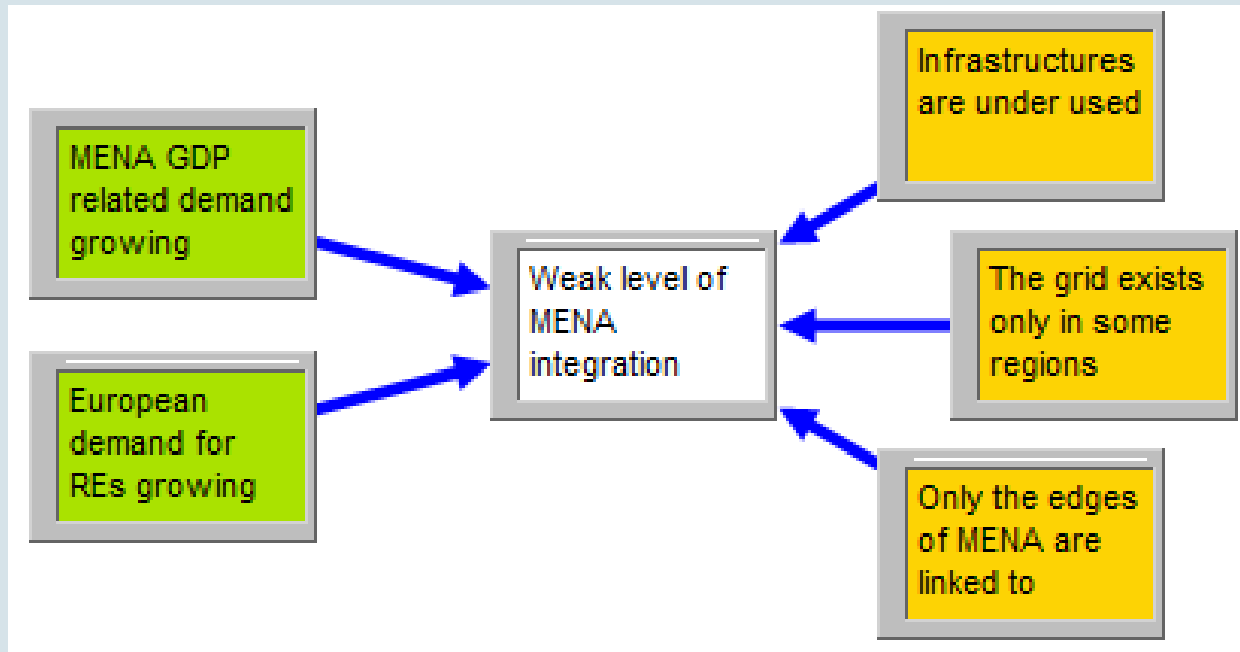 MENA GDP
related demand
growing
European
demand for
REs growing
Weak level of
MENA
integration
Infrastructures
are under used
The grid exists
only in some
regions
Only the edges
of MENA are
linked to